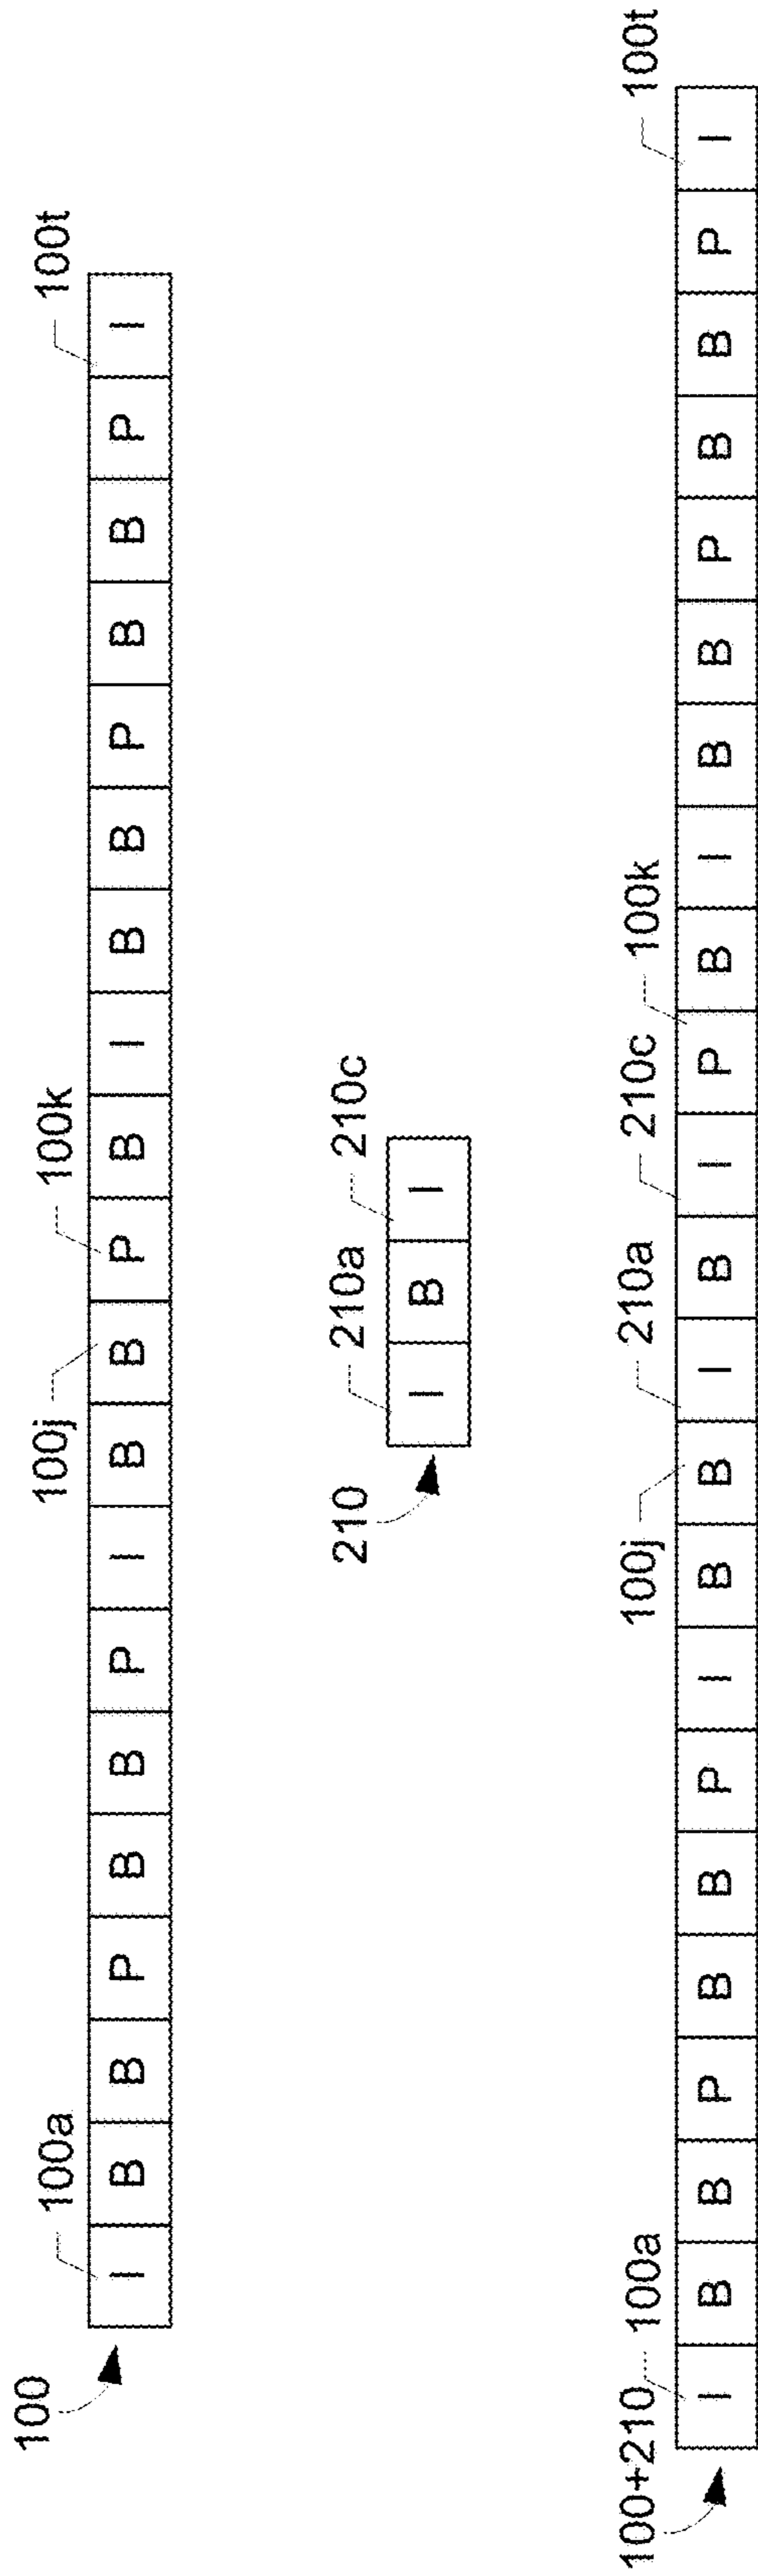 100 100a 100j 100k 100t
I B B P B B P I B B P B I B B P B B P I
210 210a 210c
I B I
100+210 100a 100j 210a 210c 100k 100t
I B B P B B P I B B I B I P B I B B P B B P I